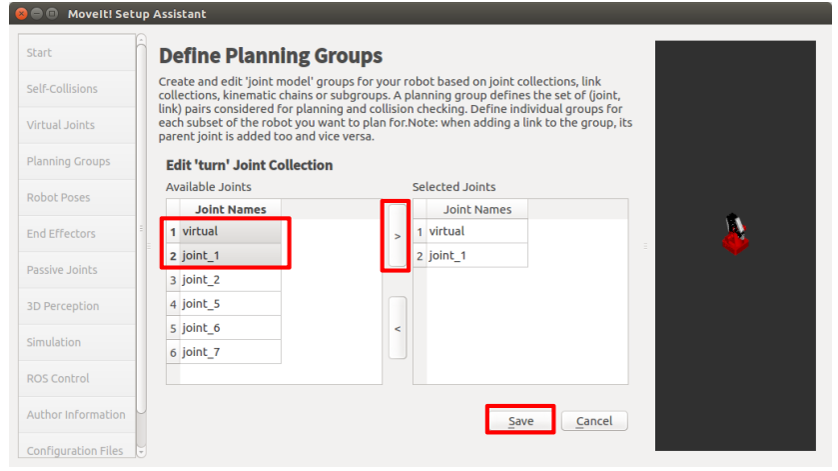 MoveIt! Setup Assistant
Start
Self-Collisions
Virtual Joints
Planning Groups
Robot Poses
End Effectors
Passive Joints
3D Perception
Simulation
ROS Control
Author Information
Configuration Files
Define Planning Groups
Create and edit 'joint model' groups for your robot based on joint collections, link
collections, kinematic chains or subgroups. A planning group defines the set of (joint,
link) pairs considered for planning and collision checking. Define individual groups for
each subset of the robot you want to plan for.Note: when adding a link to the group, its
parent joint is added too and vice versa.
Edit 'turn' Joint Collection
Available Joints
Joint Names
1 virtual
2 joint_1
3 joint_2
4 joint_5
5 joint_6
6 joint_7
>
<
Selected Joints
Joint Names
1 virtual
2 joint_1
Save
Cancel